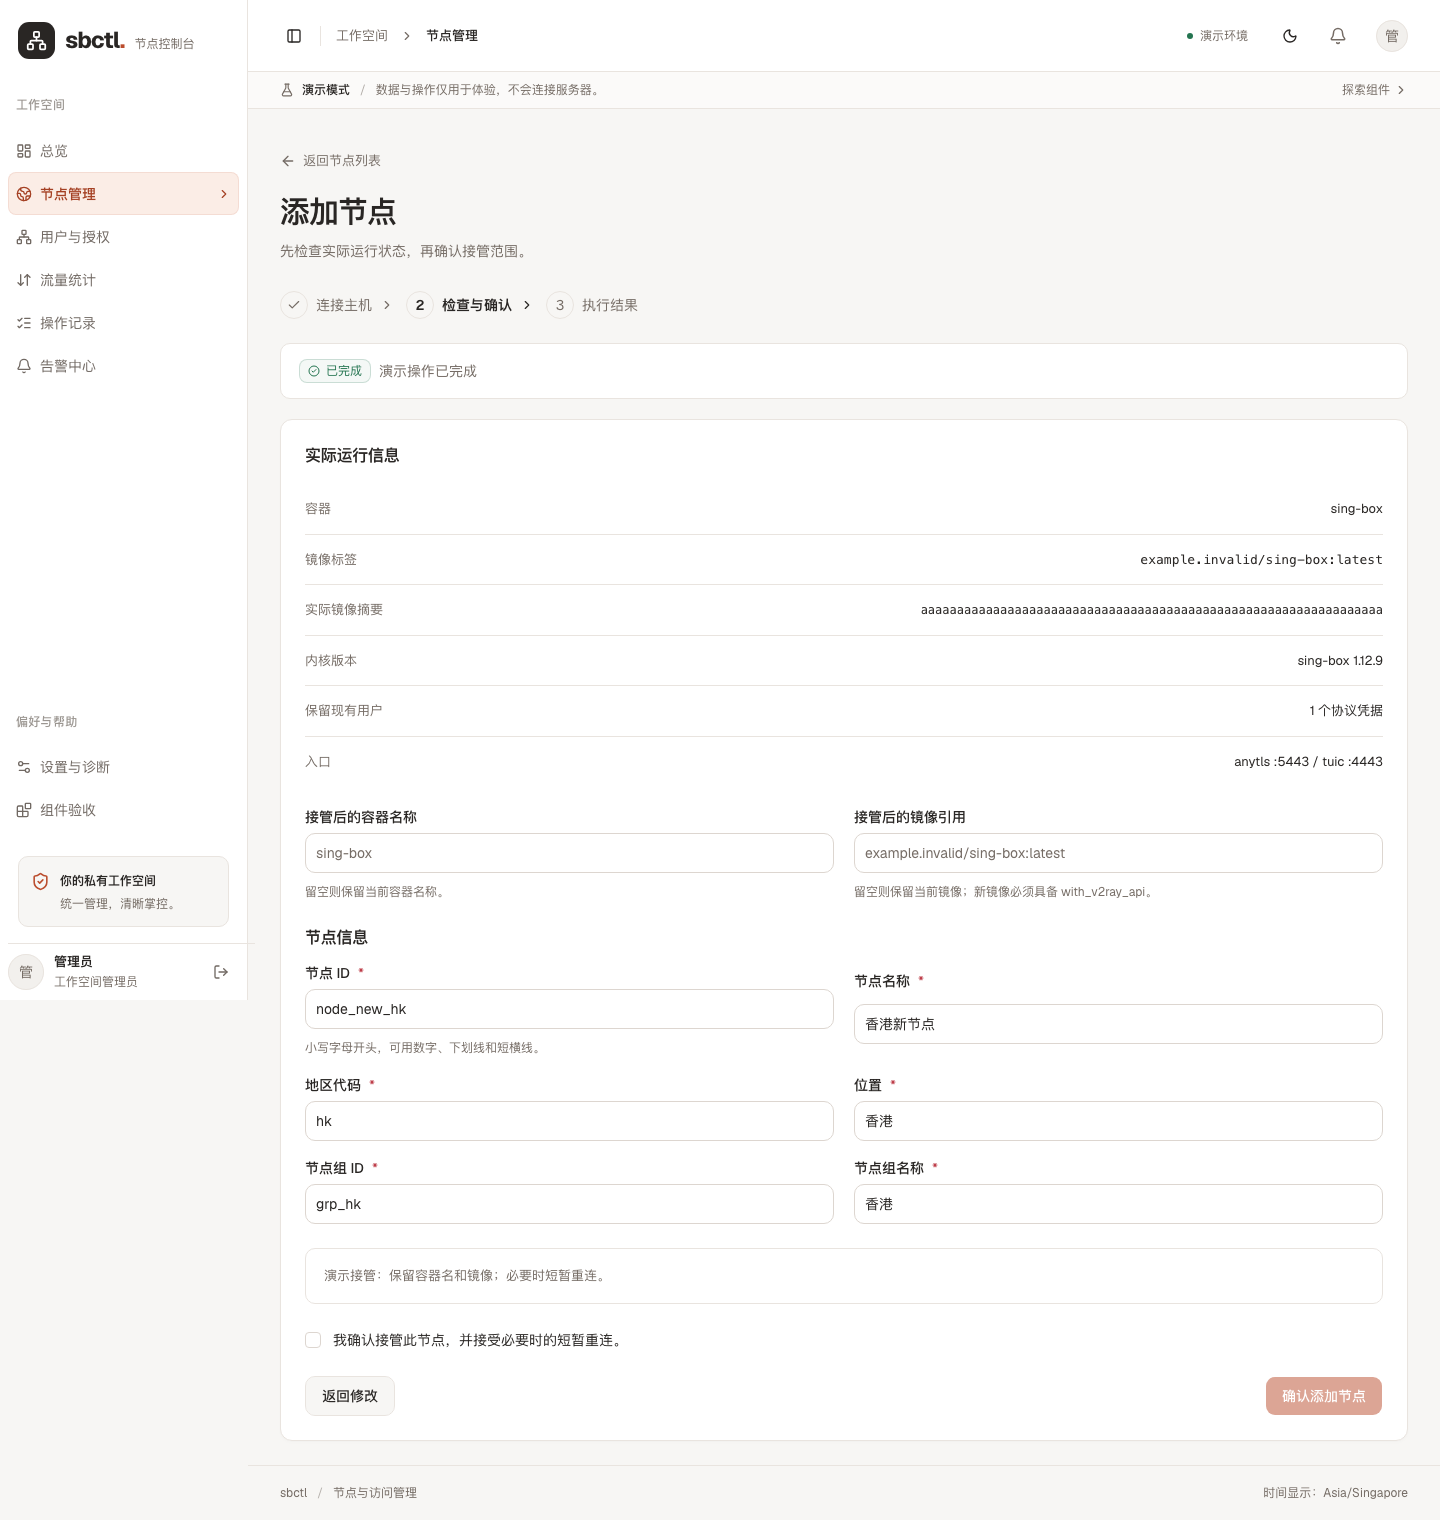 sbctl. 节点控制台
工作空间
总览
节点管理
用户与授权
流量统计
操作记录
告警中心
偏好与帮助
设置与诊断
组件验收
你的私有工作空间
统一管理，清晰掌控。
管 管理员
工作空间管理员
工作空间 节点管理
演示环境 管
演示模式 / 数据与操作仅用于体验，不会连接服务器。 探索组件
返回节点列表
添加节点
先检查实际运行状态，再确认接管范围。
连接主机 2 检查与确认 3 执行结果
已完成 演示操作已完成
实际运行信息
容器 sing-box
镜像标签 example.invalid/sing-box:latest
实际镜像摘要 aaaaaaaaaaaaaaaaaaaaaaaaaaaaaaaaaaaaaaaaaaaaaaaaaaaaaaaaaaaaaaaa
内核版本 sing-box 1.12.9
保留现有用户 1 个协议凭据
入口 anytls :5443 / tuic :4443
接管后的容器名称 接管后的镜像引用
sing-box example.invalid/sing-box:latest
留空则保留当前容器名称。 留空则保留当前镜像；新镜像必须具备 with_v2ray_api。
节点信息
节点 ID * 节点名称 *
node_new_hk 香港新节点
小写字母开头，可用数字、下划线和短横线。
地区代码 * 位置 *
hk 香港
节点组 ID * 节点组名称 *
grp_hk 香港
演示接管：保留容器名和镜像；必要时短暂重连。
我确认接管此节点，并接受必要时的短暂重连。
返回修改 确认添加节点
sbctl / 节点与访问管理 时间显示：Asia/Singapore